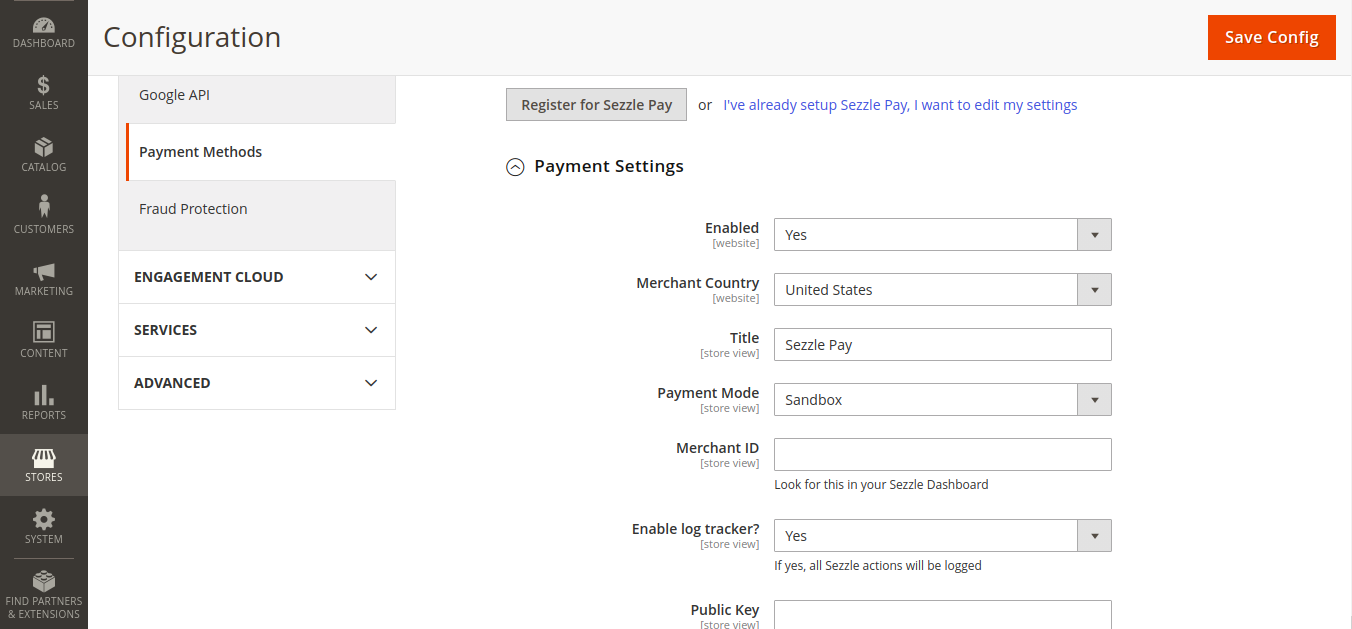 Configuration
Save Config
DASHBOARD
SALES
CATALOG
CUSTOMERS
MARKETING
CONTENT
REPORTS
STORES
SYSTEM
FIND PARTNERS
& EXTENSIONS
Google API
Payment Methods
Fraud Protection
ENGAGEMENT CLOUD
SERVICES
ADVANCED
Register for Sezzle Pay or I've already setup Sezzle Pay, I want to edit my settings
Payment Settings
Enabled Yes
[website]
Merchant Country United States
[website]
Title Sezzle Pay
[store view]
Payment Mode Sandbox
[store view]
Merchant ID
[store view]
Look for this in your Sezzle Dashboard
Enable log tracker? Yes
[store view]
If yes, all Sezzle actions will be logged
Public Key
[store view]